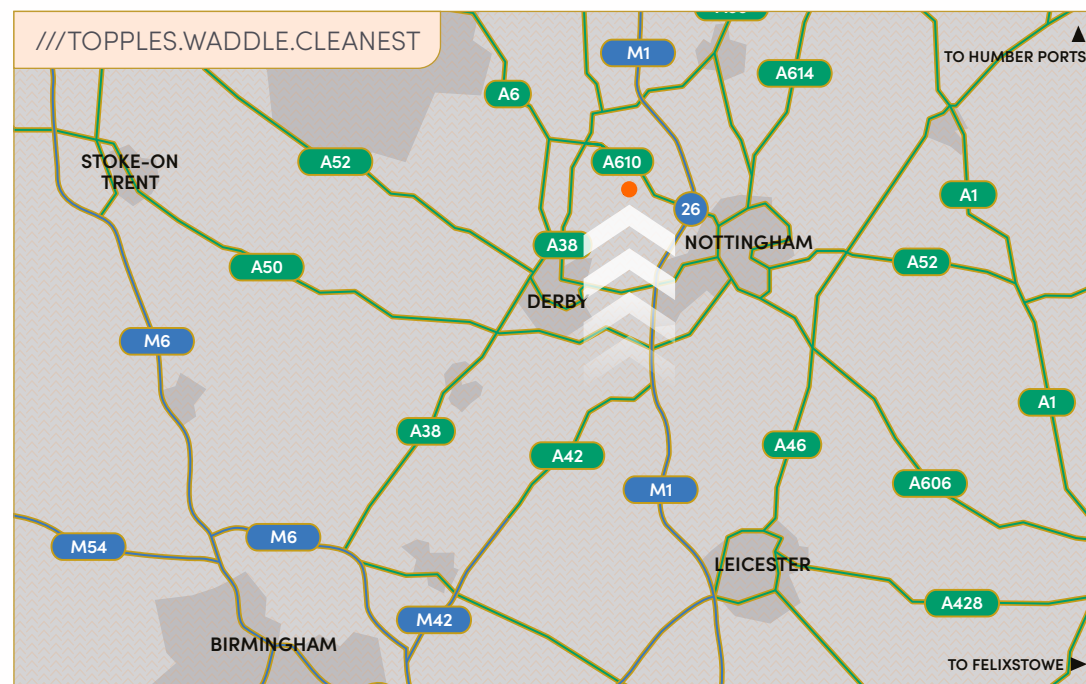 ///TOPPLES.WADDLE.CLEANEST
M1
TO HUMBER PORTS
A614
A6
STOKE-ON
TRENT
A52
A610
A1
26
A38
NOTTINGHAM
A50
A52
DERBY
M6
A1
A38
A42
A46
M1
A606
M54
M6
LEICESTER
A428
M42
BIRMINGHAM
TO FELIXSTOWE